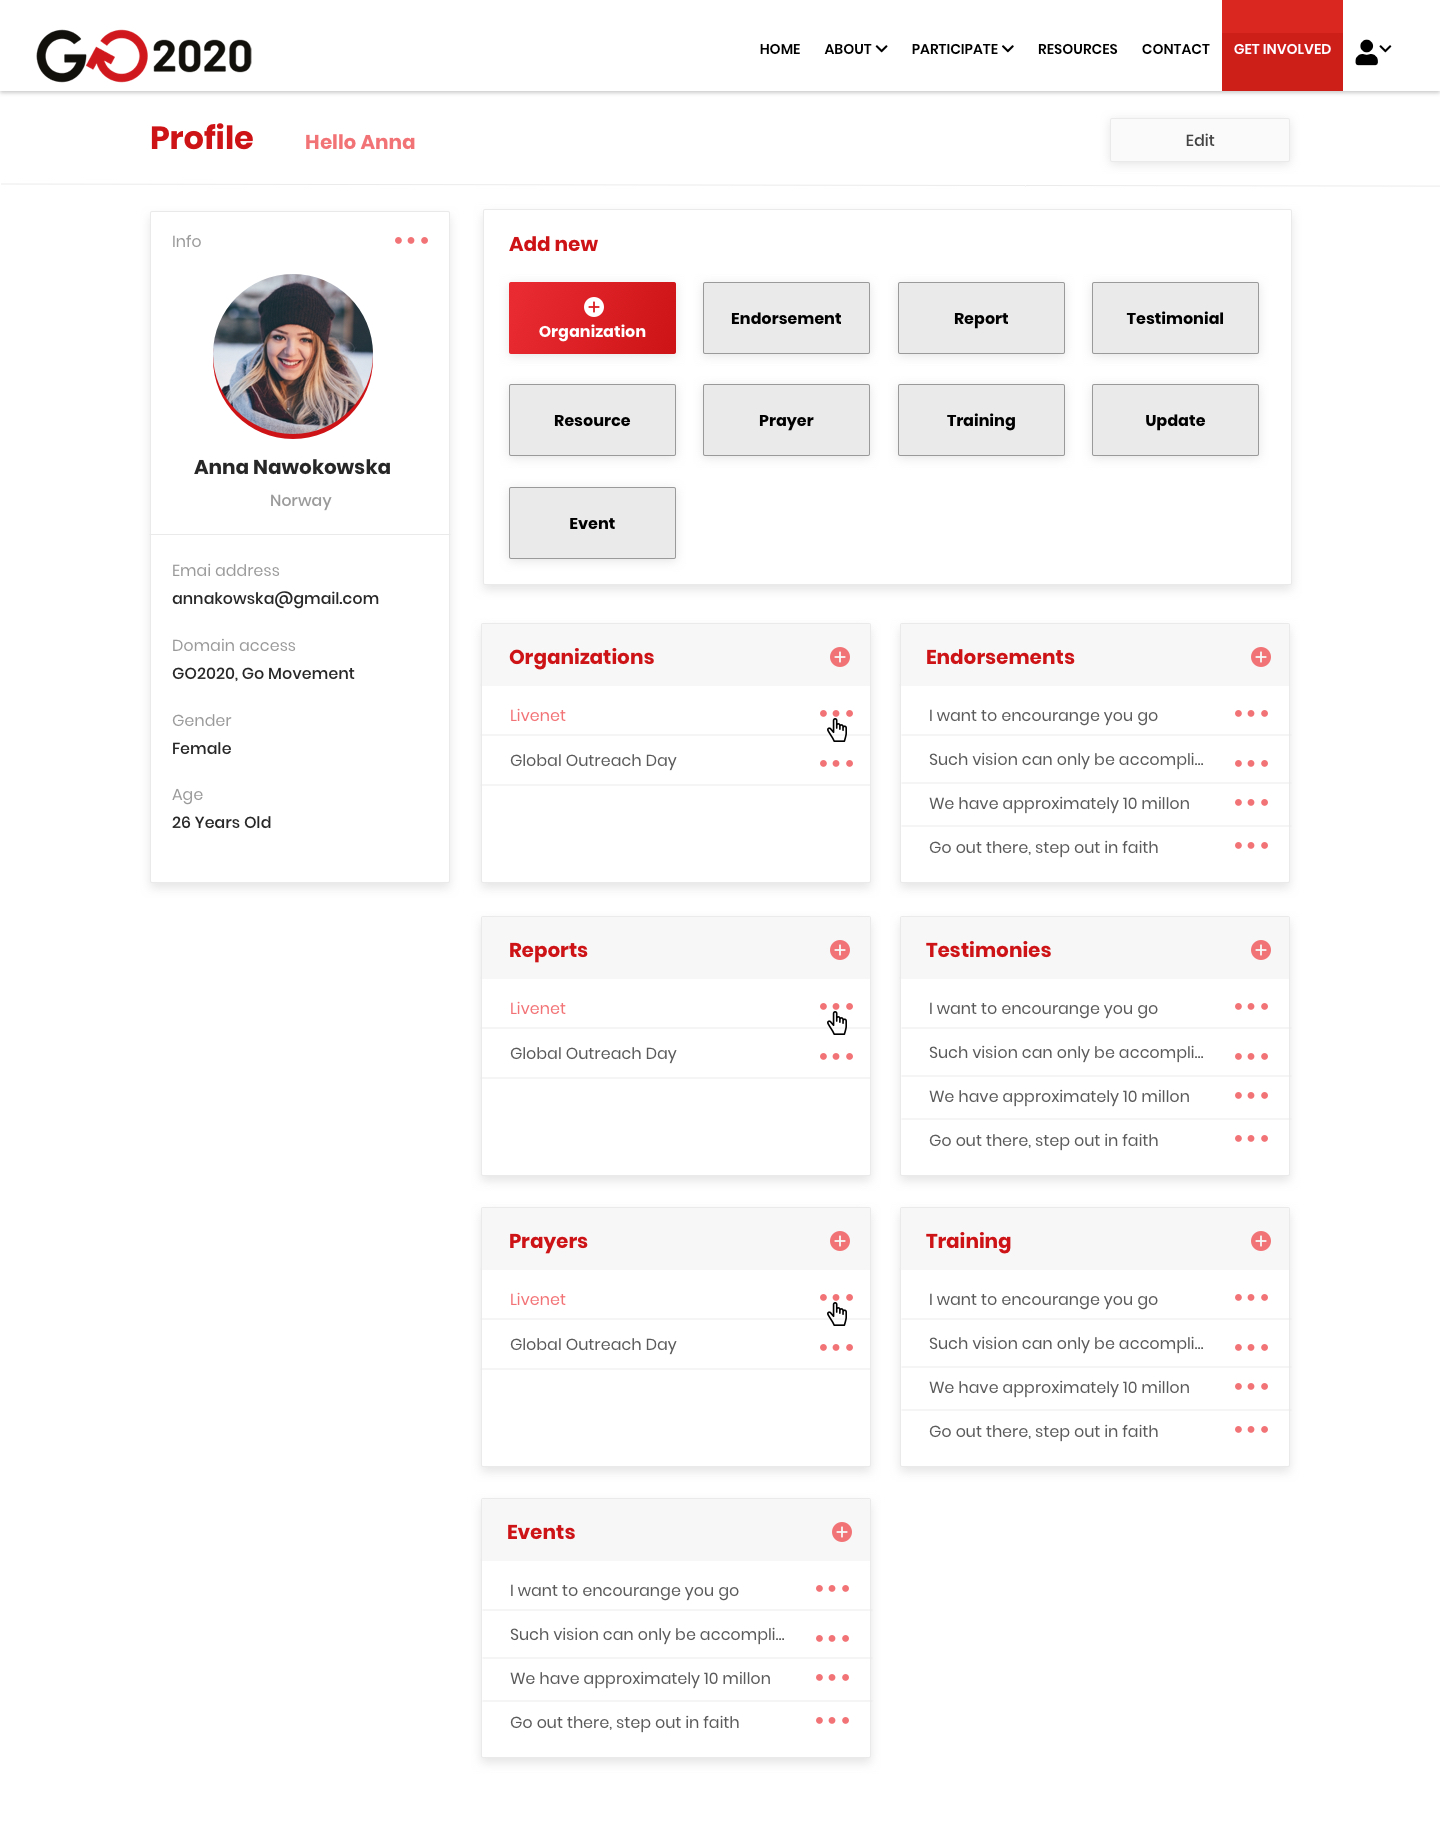 GO2020
HOME ABOUT PARTICIPATE RESOURCES CONTACT GET INVOLVED
Profile
Hello Anna
Edit
Info
Anna Nawokowska
Norway
Emai address
annakowska@gmail.com
Domain access
GO2020, Go Movement
Gender
Female
Age
26 Years Old
Add new
Organization
Endorsement
Report
Testimonial
Resource
Prayer
Training
Update
Event
Organizations
Livenet
Global Outreach Day
Endorsements
I want to encourange you go
Such vision can only be accompli...
We have approximately 10 millon
Go out there, step out in faith
Reports
Livenet
Global Outreach Day
Testimonies
I want to encourange you go
Such vision can only be accompli...
We have approximately 10 millon
Go out there, step out in faith
Prayers
Livenet
Global Outreach Day
Training
I want to encourange you go
Such vision can only be accompli...
We have approximately 10 millon
Go out there, step out in faith
Events
I want to encourange you go
Such vision can only be accompli...
We have approximately 10 millon
Go out there, step out in faith